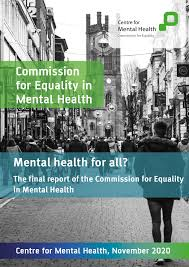 Centre for
Mental Health
Commission for Equality
Commission
for Equality in
Mental Health
Mental health for all?
The final report of the Commission for Equality
in Mental Health
Centre for Mental Health, November 2020